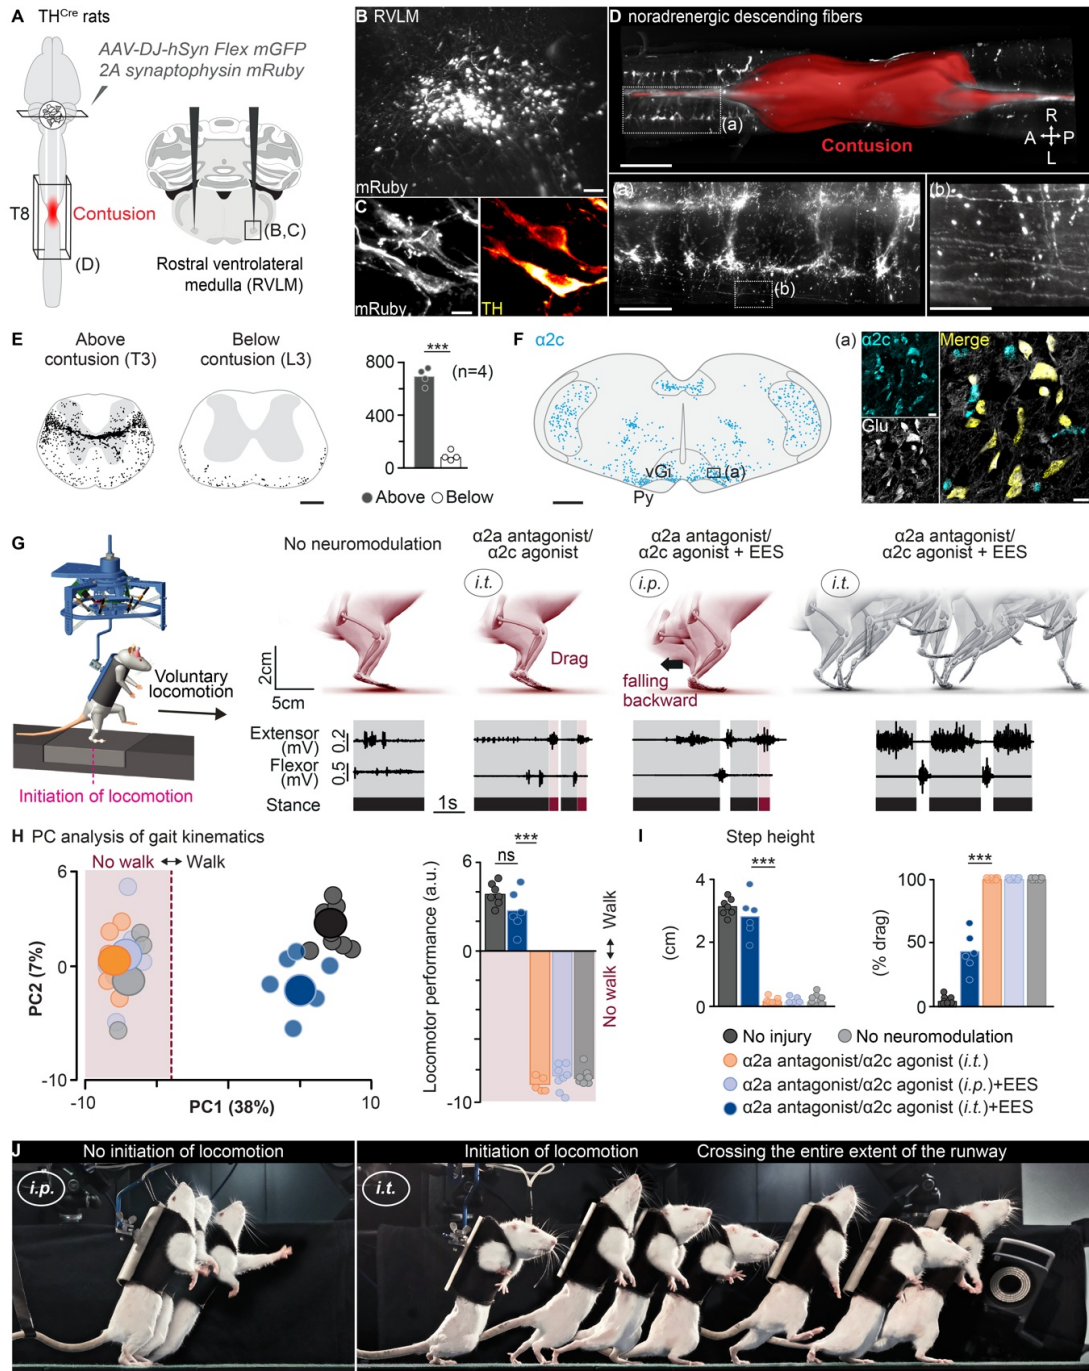 A
TH^Cre rats
AAV-DJ-hSyn Flex mGFP
2A synaptophysin mRuby
T8
Contusion
(D)
(B,C)
Rostral ventrolateral
medulla (RVLM)
B RVLM
mRuby
C
mRuby
TH
D noradrenergic descending fibers
(a)
Contusion
R
A P
L
(a)
(b)
(b)
E
Above
contusion (T3)
Below
contusion (L3)
800
400
0
***
(n=4)
Above Below
F α2c
vGi
(a)
Py
(a)
α2c
Glu
Merge
G
Voluntary
locomotion
Initiation of locomotion
No neuromodulation
α2a antagonist/
α2c agonist
i.t.
α2a antagonist/
α2c agonist + EES
i.p.
α2a antagonist/
α2c agonist + EES
i.t.
2cm
5cm
Drag
falling
backward
Extensor
(mV)
0.2
Flexor
(mV)
0.5
Stance
1s
H PC analysis of gait kinematics
No walk ↔ Walk
6
0
-10
PC2 (7%)
-10
PC1 (38%)
10
Locomotor performance (a.u.)
6
0
-10
ns
***
No walk ↔ Walk
I
Step height
(cm)
4
2
0
***
(% drag)
100
50
0
***
No injury No neuromodulation
α2a antagonist/α2c agonist (i.t.)
α2a antagonist/α2c agonist (i.p.)+EES
α2a antagonist/α2c agonist (i.t.)+EES
J
No initiation of locomotion
i.p.
Initiation of locomotion
Crossing the entire extent of the runway
i.t.